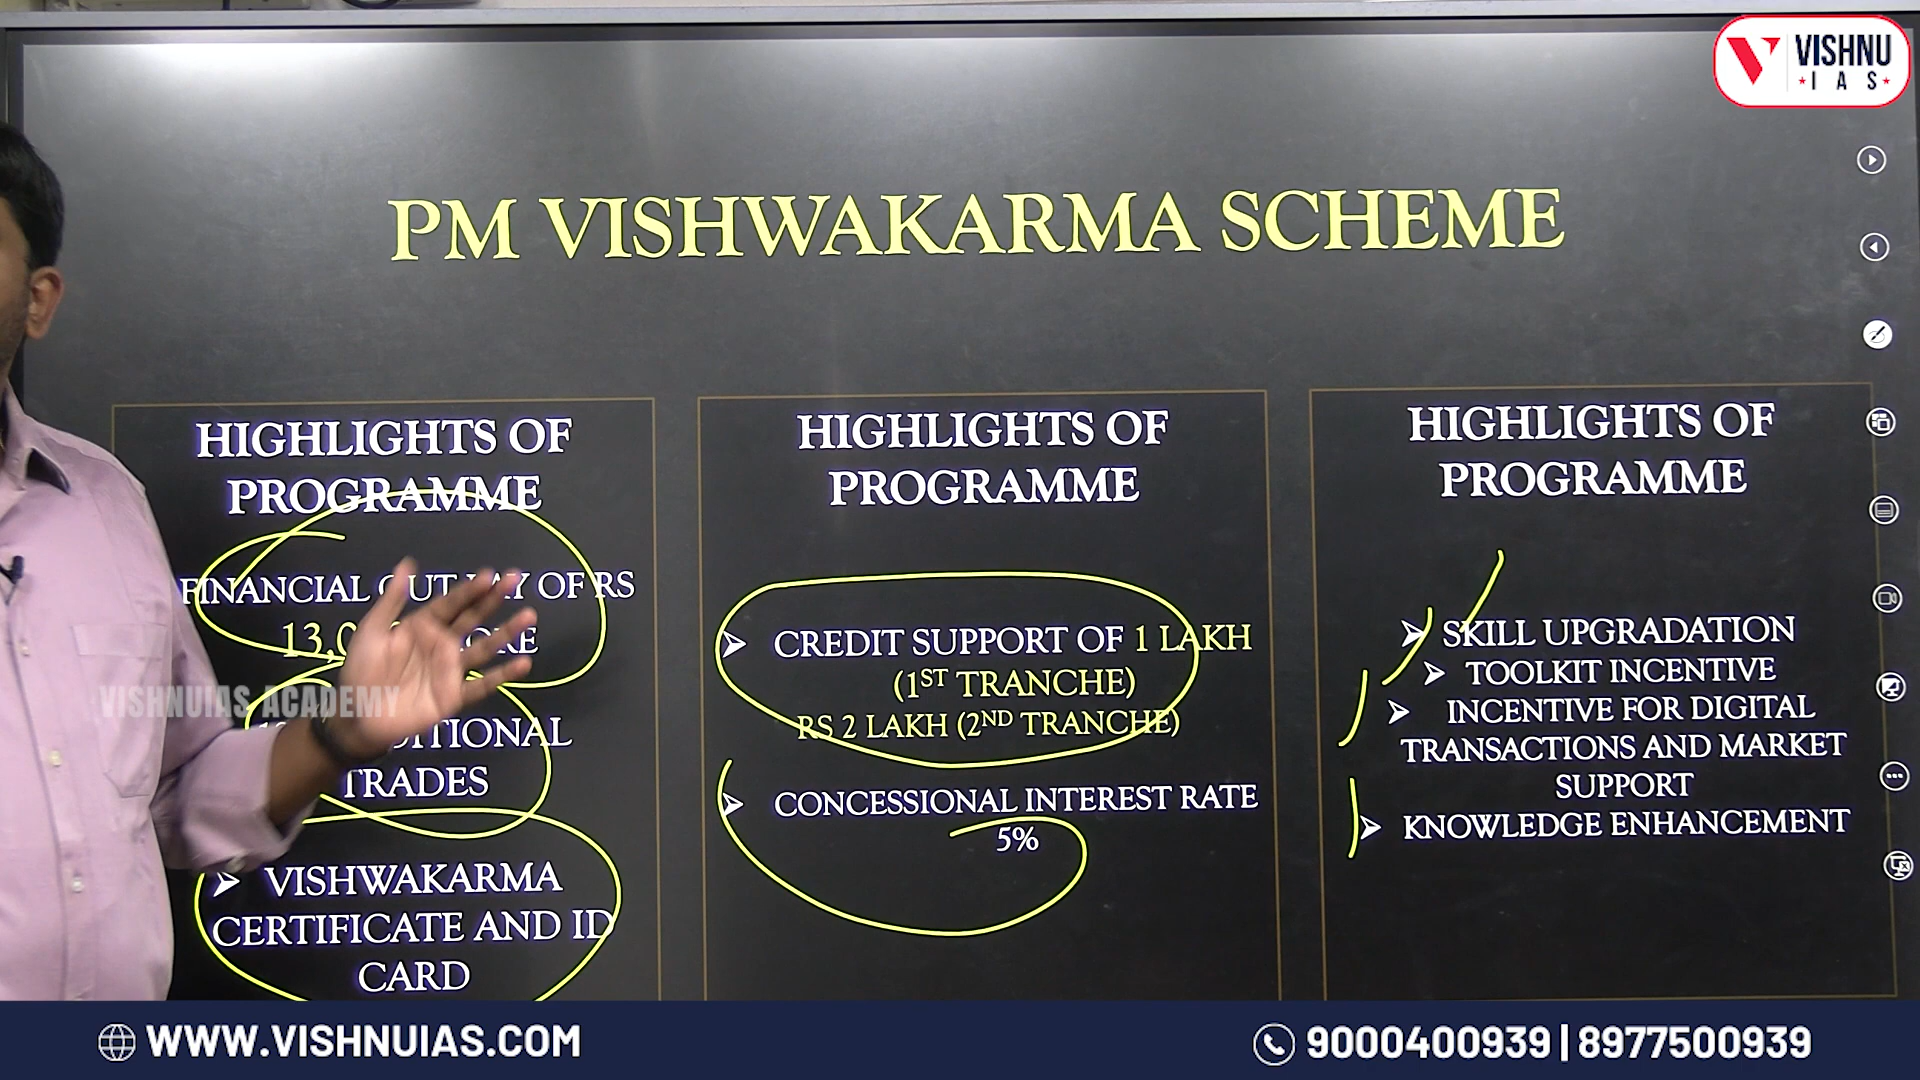 VISHNU
IAS
PM VISHWAKARMA SCHEME
HIGHLIGHTS OF
PROGRAMME
FINANCIAL OF RS
TRADES
➢ VISHWAKARMA
CERTIFICATE AND ID
CARD
VISHNUIAS ACADEMY
HIGHLIGHTS OF
PROGRAMME
➢ CREDIT SUPPORT OF 1 LAKH
(1ST TRANCHE)
RS 2 LAKH (2ND TRANCHE)
➢ CONCESSIONAL INTEREST RATE
5%
HIGHLIGHTS OF
PROGRAMME
➢ SKILL UPGRADATION
➢ TOOLKIT INCENTIVE
➢ INCENTIVE FOR DIGITAL
TRANSACTIONS AND MARKET
SUPPORT
➢ KNOWLEDGE ENHANCEMENT
WWW.VISHNUIAS.COM
9000400939 | 8977500939